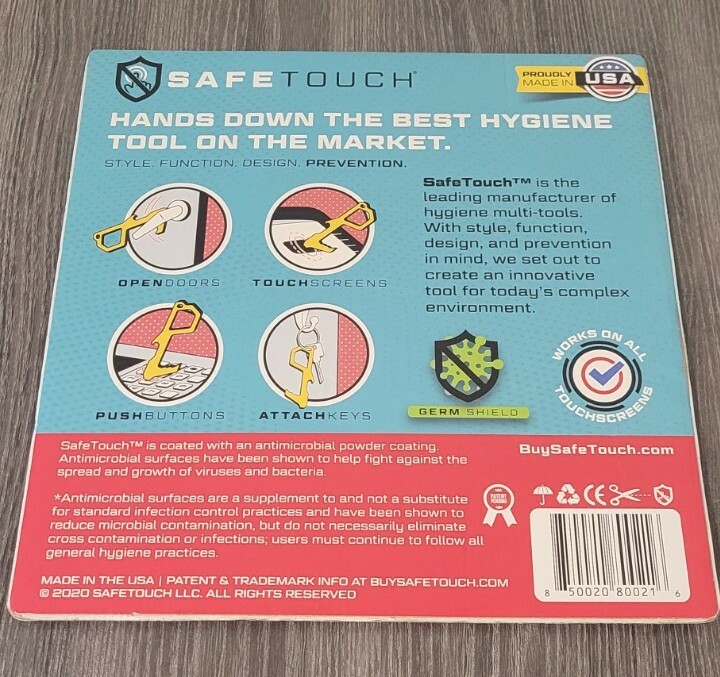 SAFETOUCH®
PROUDLY
MADE IN USA
HANDS DOWN THE BEST HYGIENE
TOOL ON THE MARKET.
STYLE. FUNCTION. DESIGN. PREVENTION.
OPENDOORS
TOUCHSCREENS
PUSHBUTTONS
ATTACHKEYS
SafeTouch™ is the
leading manufacturer of
hygiene multi-tools.
With style, function,
design, and prevention
in mind, we set out to
create an innovative
tool for today's complex
environment.
GERM SHIELD
WORKS ON ALL
TOUCHSCREENS
SafeTouch™ is coated with an antimicrobial powder coating.
Antimicrobial surfaces have been shown to help fight against the
spread and growth of viruses and bacteria.
*Antimicrobial surfaces are a supplement to and not a substitute
for standard infection control practices and have been shown to
reduce microbial contamination, but do not necessarily eliminate
cross contamination or infections; users must continue to follow all
general hygiene practices.
MADE IN THE USA | PATENT & TRADEMARK INFO AT BUYSAFETOUCH.COM
© 2020 SAFETOUCH LLC. ALL RIGHTS RESERVED
BuySafeTouch.com
PATENT
PENDING
CE
8 50020 80021 6